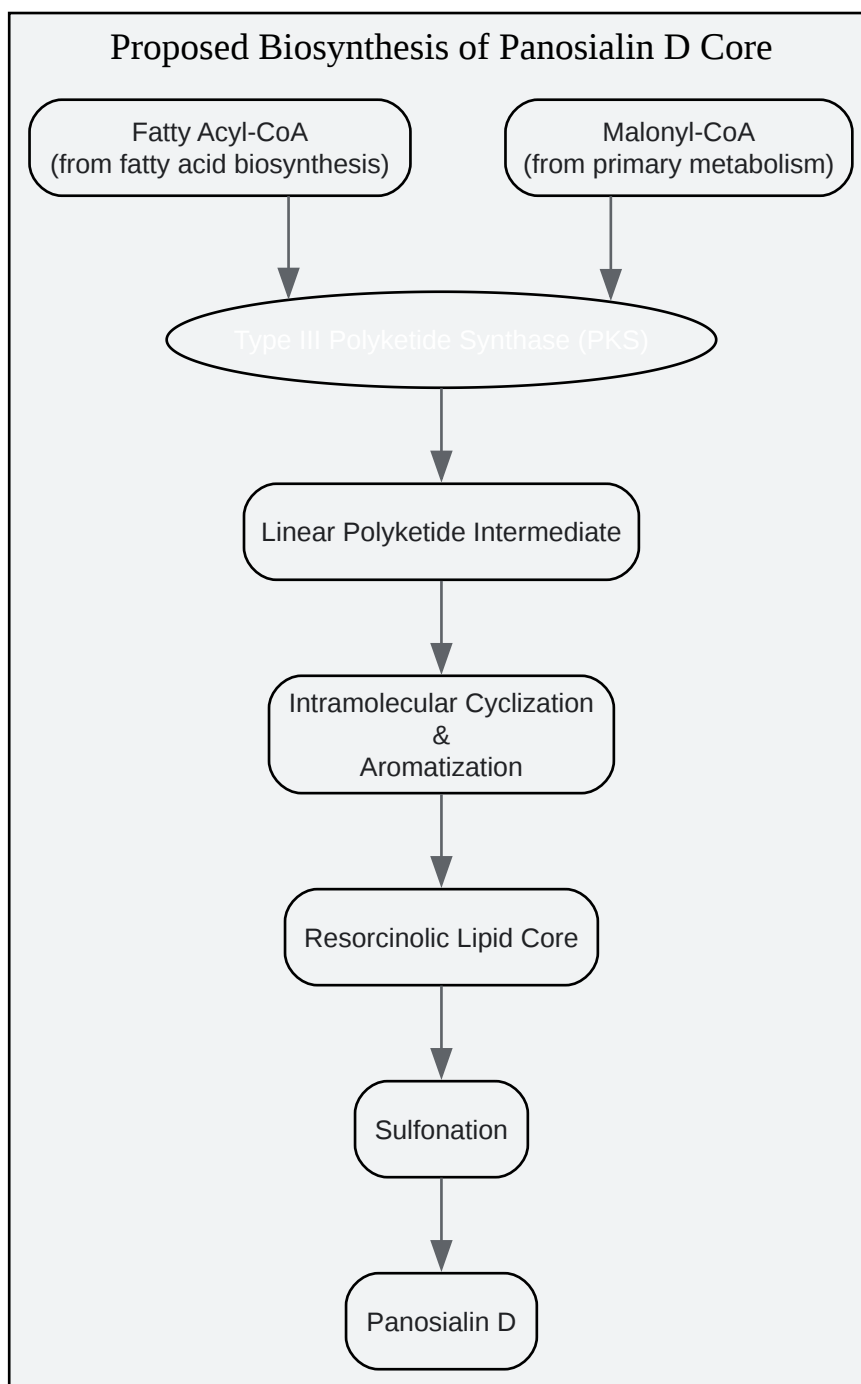 Proposed Biosynthesis of Panosialin D Core
Fatty Acyl-CoA
(from fatty acid biosynthesis)
Malonyl-CoA
(from primary metabolism)
Type III Polyketide Synthase (PKS)
Linear Polyketide Intermediate
Intramolecular Cyclization
&
Aromatization
Resorcinolic Lipid Core
Sulfonation
Panosialin D